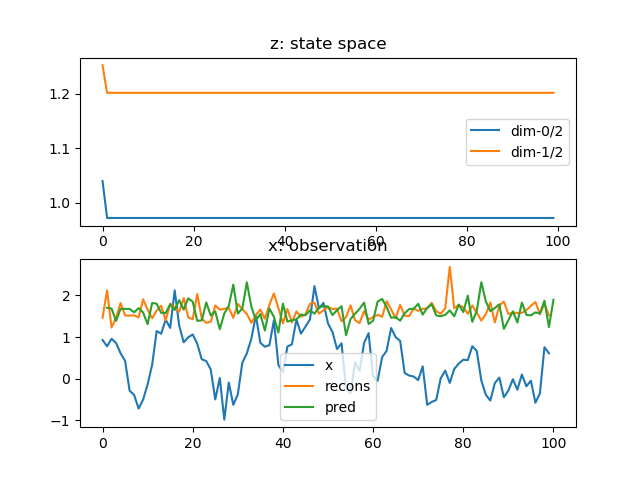 z: state space
1.2
1.1
1.0
dim-0/2
dim-1/2
0 20 40 60 80 100
x: observation
2
1
0
−1
x
recons
pred
0 20 40 60 80 100